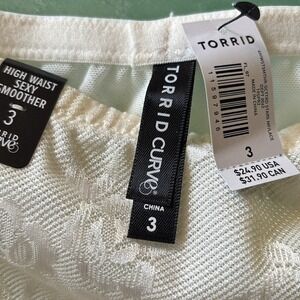 HIGH WAIST
SEXY
SMOOTHER
3
TORRID
CURVE
TORRID CURVE
CHINA
3
TORRID
11597946
3
$24.90 USA
$31.90 CAN